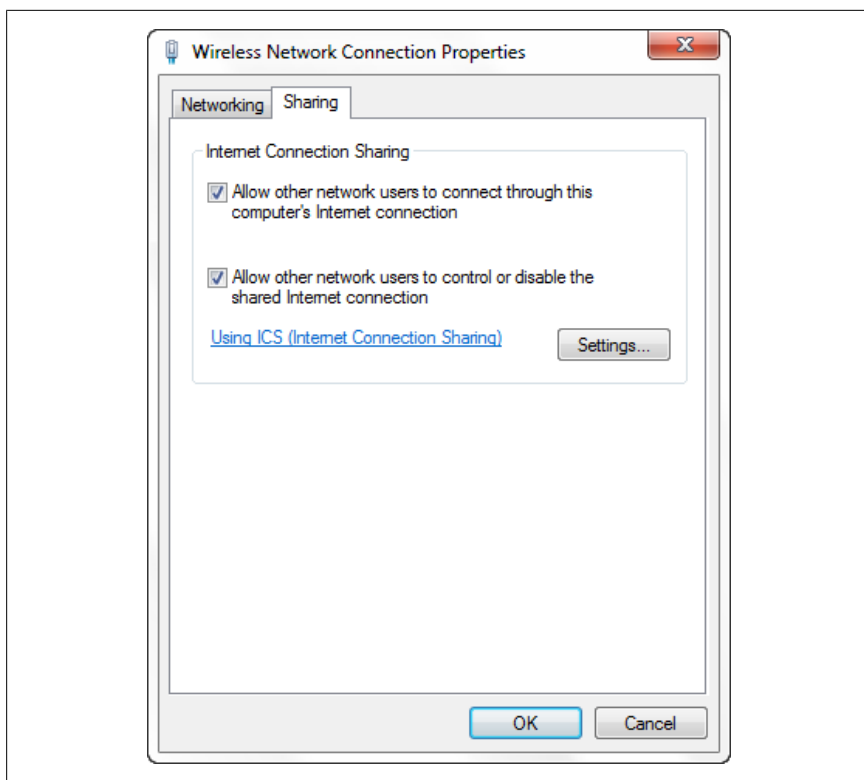 Wireless Network Connection Properties
Networking
Sharing
Internet Connection Sharing
Allow other network users to connect through this
computer's Internet connection
Allow other network users to control or disable the
shared Internet connection
Using ICS (Internet Connection Sharing)
Settings...
OK
Cancel